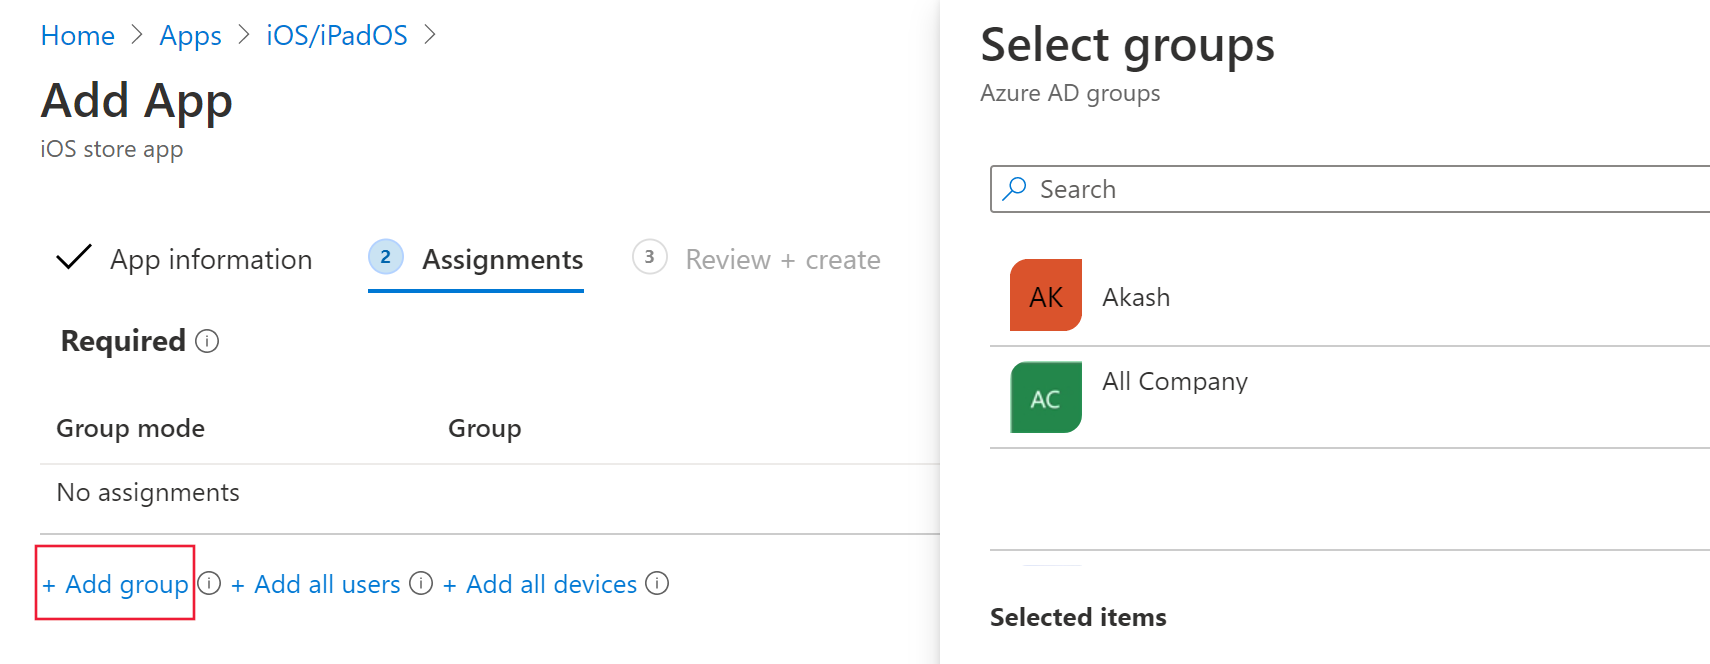 Home > Apps > iOS/iPadOS >
Add App
iOS store app
App information 2 Assignments 3 Review + create
Required
Group mode Group
No assignments
+ Add group + Add all users + Add all devices
Select groups
Azure AD groups
Search
AK Akash
AC All Company
Selected items